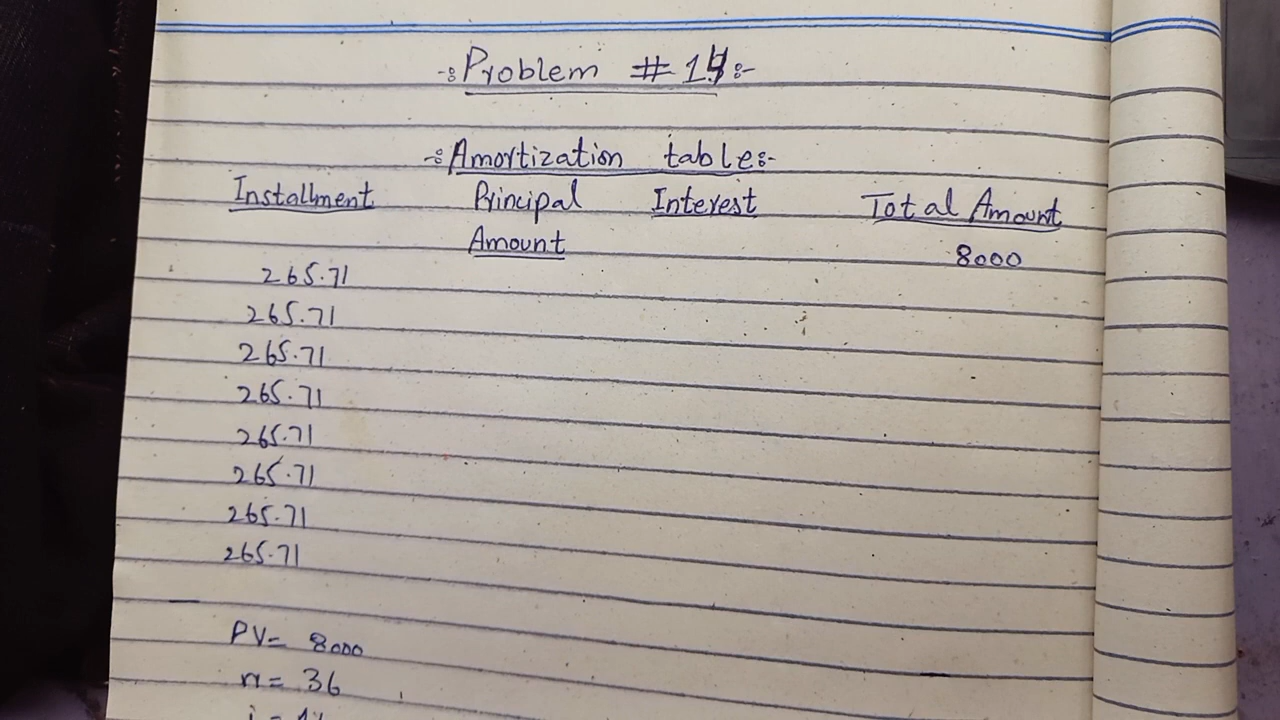 -:Problem # 14:-
-:Amortization table:-
Installment Principal Interest Total Amount
Amount 8000
265.71
265.71
265.71
265.71
265.71
265.71
265.71
265.71
PV= 8000
n= 36